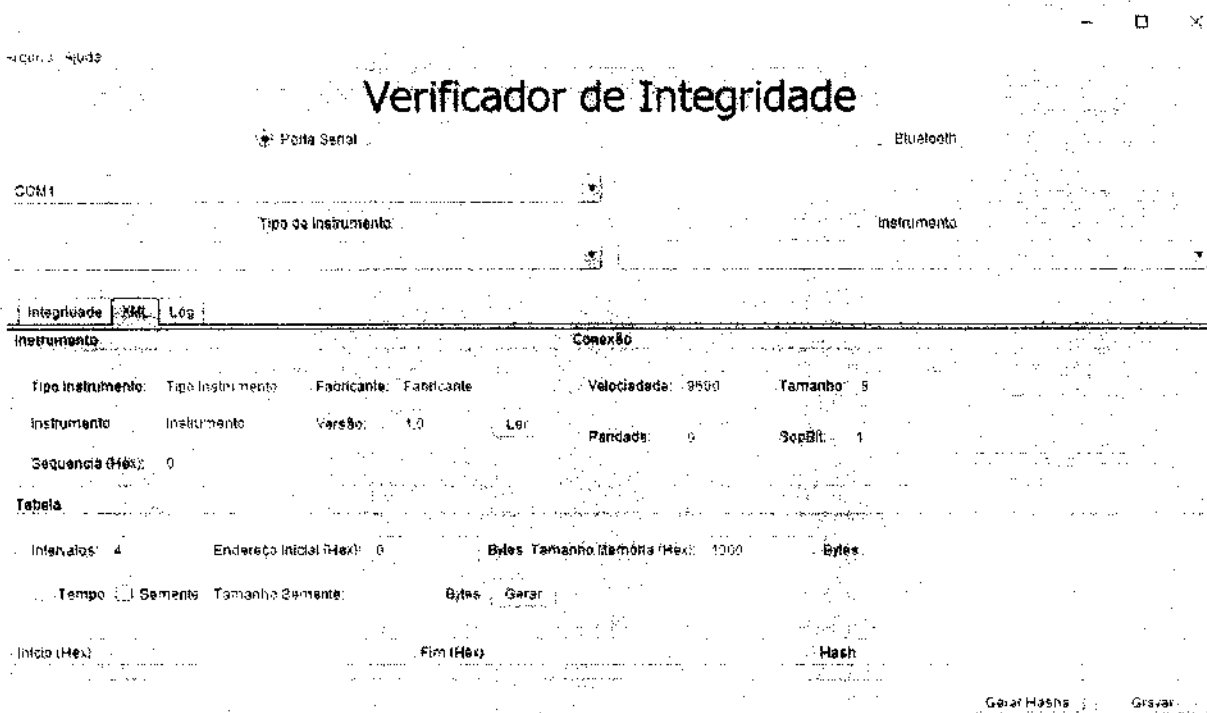 Ajuda
Verificador de Integridade
Porta Serial Bluetooth
COM1
Tipo de Instrumento Instrumento
Integridade XML Log
Instrumento Conexão
Tipo Instrumento: Tipo Instrumento Fabricante: Fabricante Velociadada: 9600 Tamanho
Instrumento Instrumento Versão: 1.0 Ler Paridade: 0 SopBit: 1
Sequencia (Hex): 0
Tabela
Intervalos: 4 Endereço Inicial (Hex): 0 Bytes Tamanho Memória (Hex): 1000 Bytes
Tempo Semente Tamanho Semente: Bytes Gerar
Início (Hex) Fim (Hex) Hash
Gerar Hashs Gravar